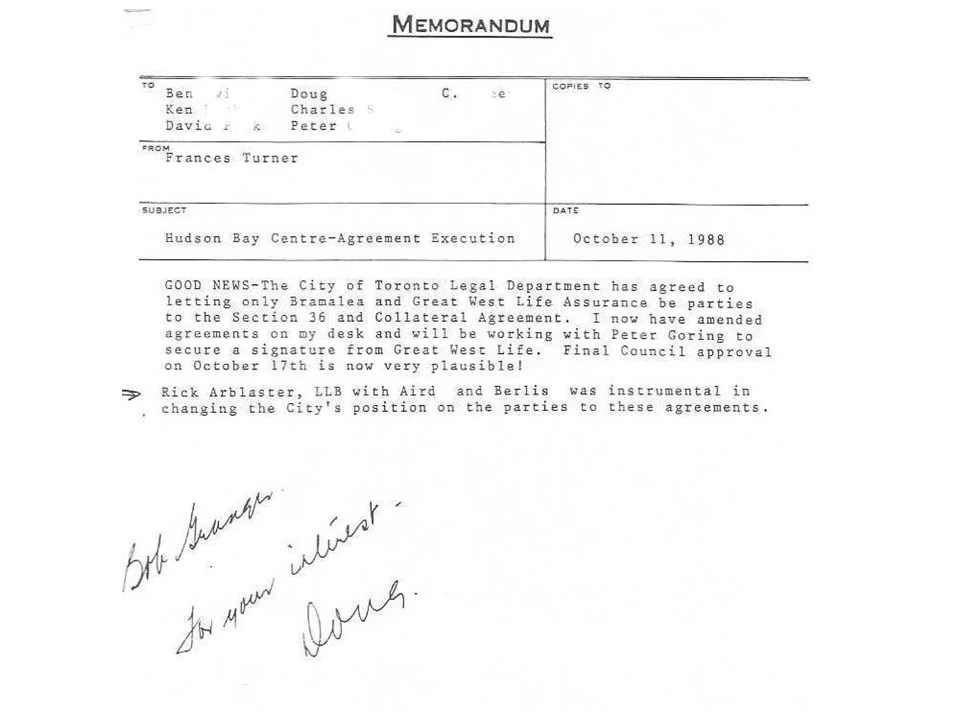 MEMORANDUM
TO
Ben Doug C.
Ken Charles S
David Peter
COPIES TO
FROM
Frances Turner
SUBJECT
Hudson Bay Centre-Agreement Execution
DATE
October 11, 1988
GOOD NEWS-The City of Toronto Legal Department has agreed to
letting only Bramalea and Great West Life Assurance be parties
to the Section 36 and Collateral Agreement. I now have amended
agreements on my desk and will be working with Peter Goring to
secure a signature from Great West Life. Final Council approval
on October 17th is now very plausible!
⇒ Rick Arblaster, LLB with Aird and Berlis was instrumental in
changing the City's position on the parties to these agreements.
Bob Granger.
For your interest -
Doug.